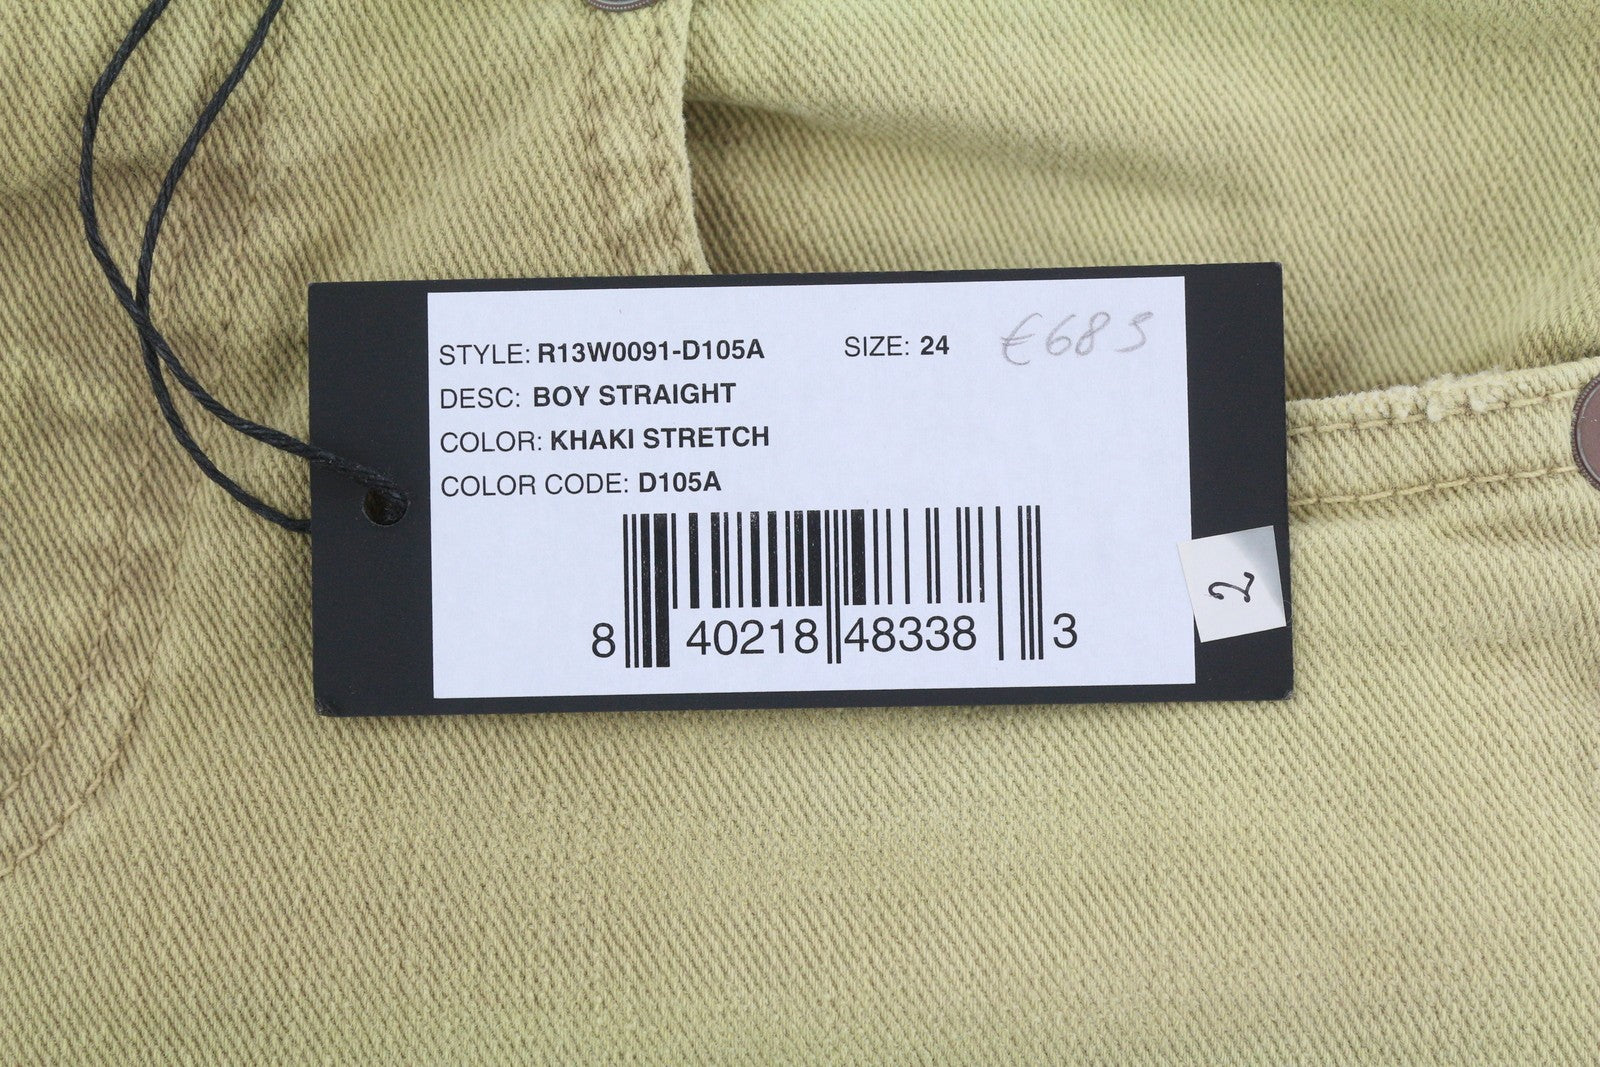 STYLE: R13W0091-D105A SIZE: 24 €685
DESC: BOY STRAIGHT
COLOR: KHAKI STRETCH
COLOR CODE: D105A
8 40218 48338 3
2